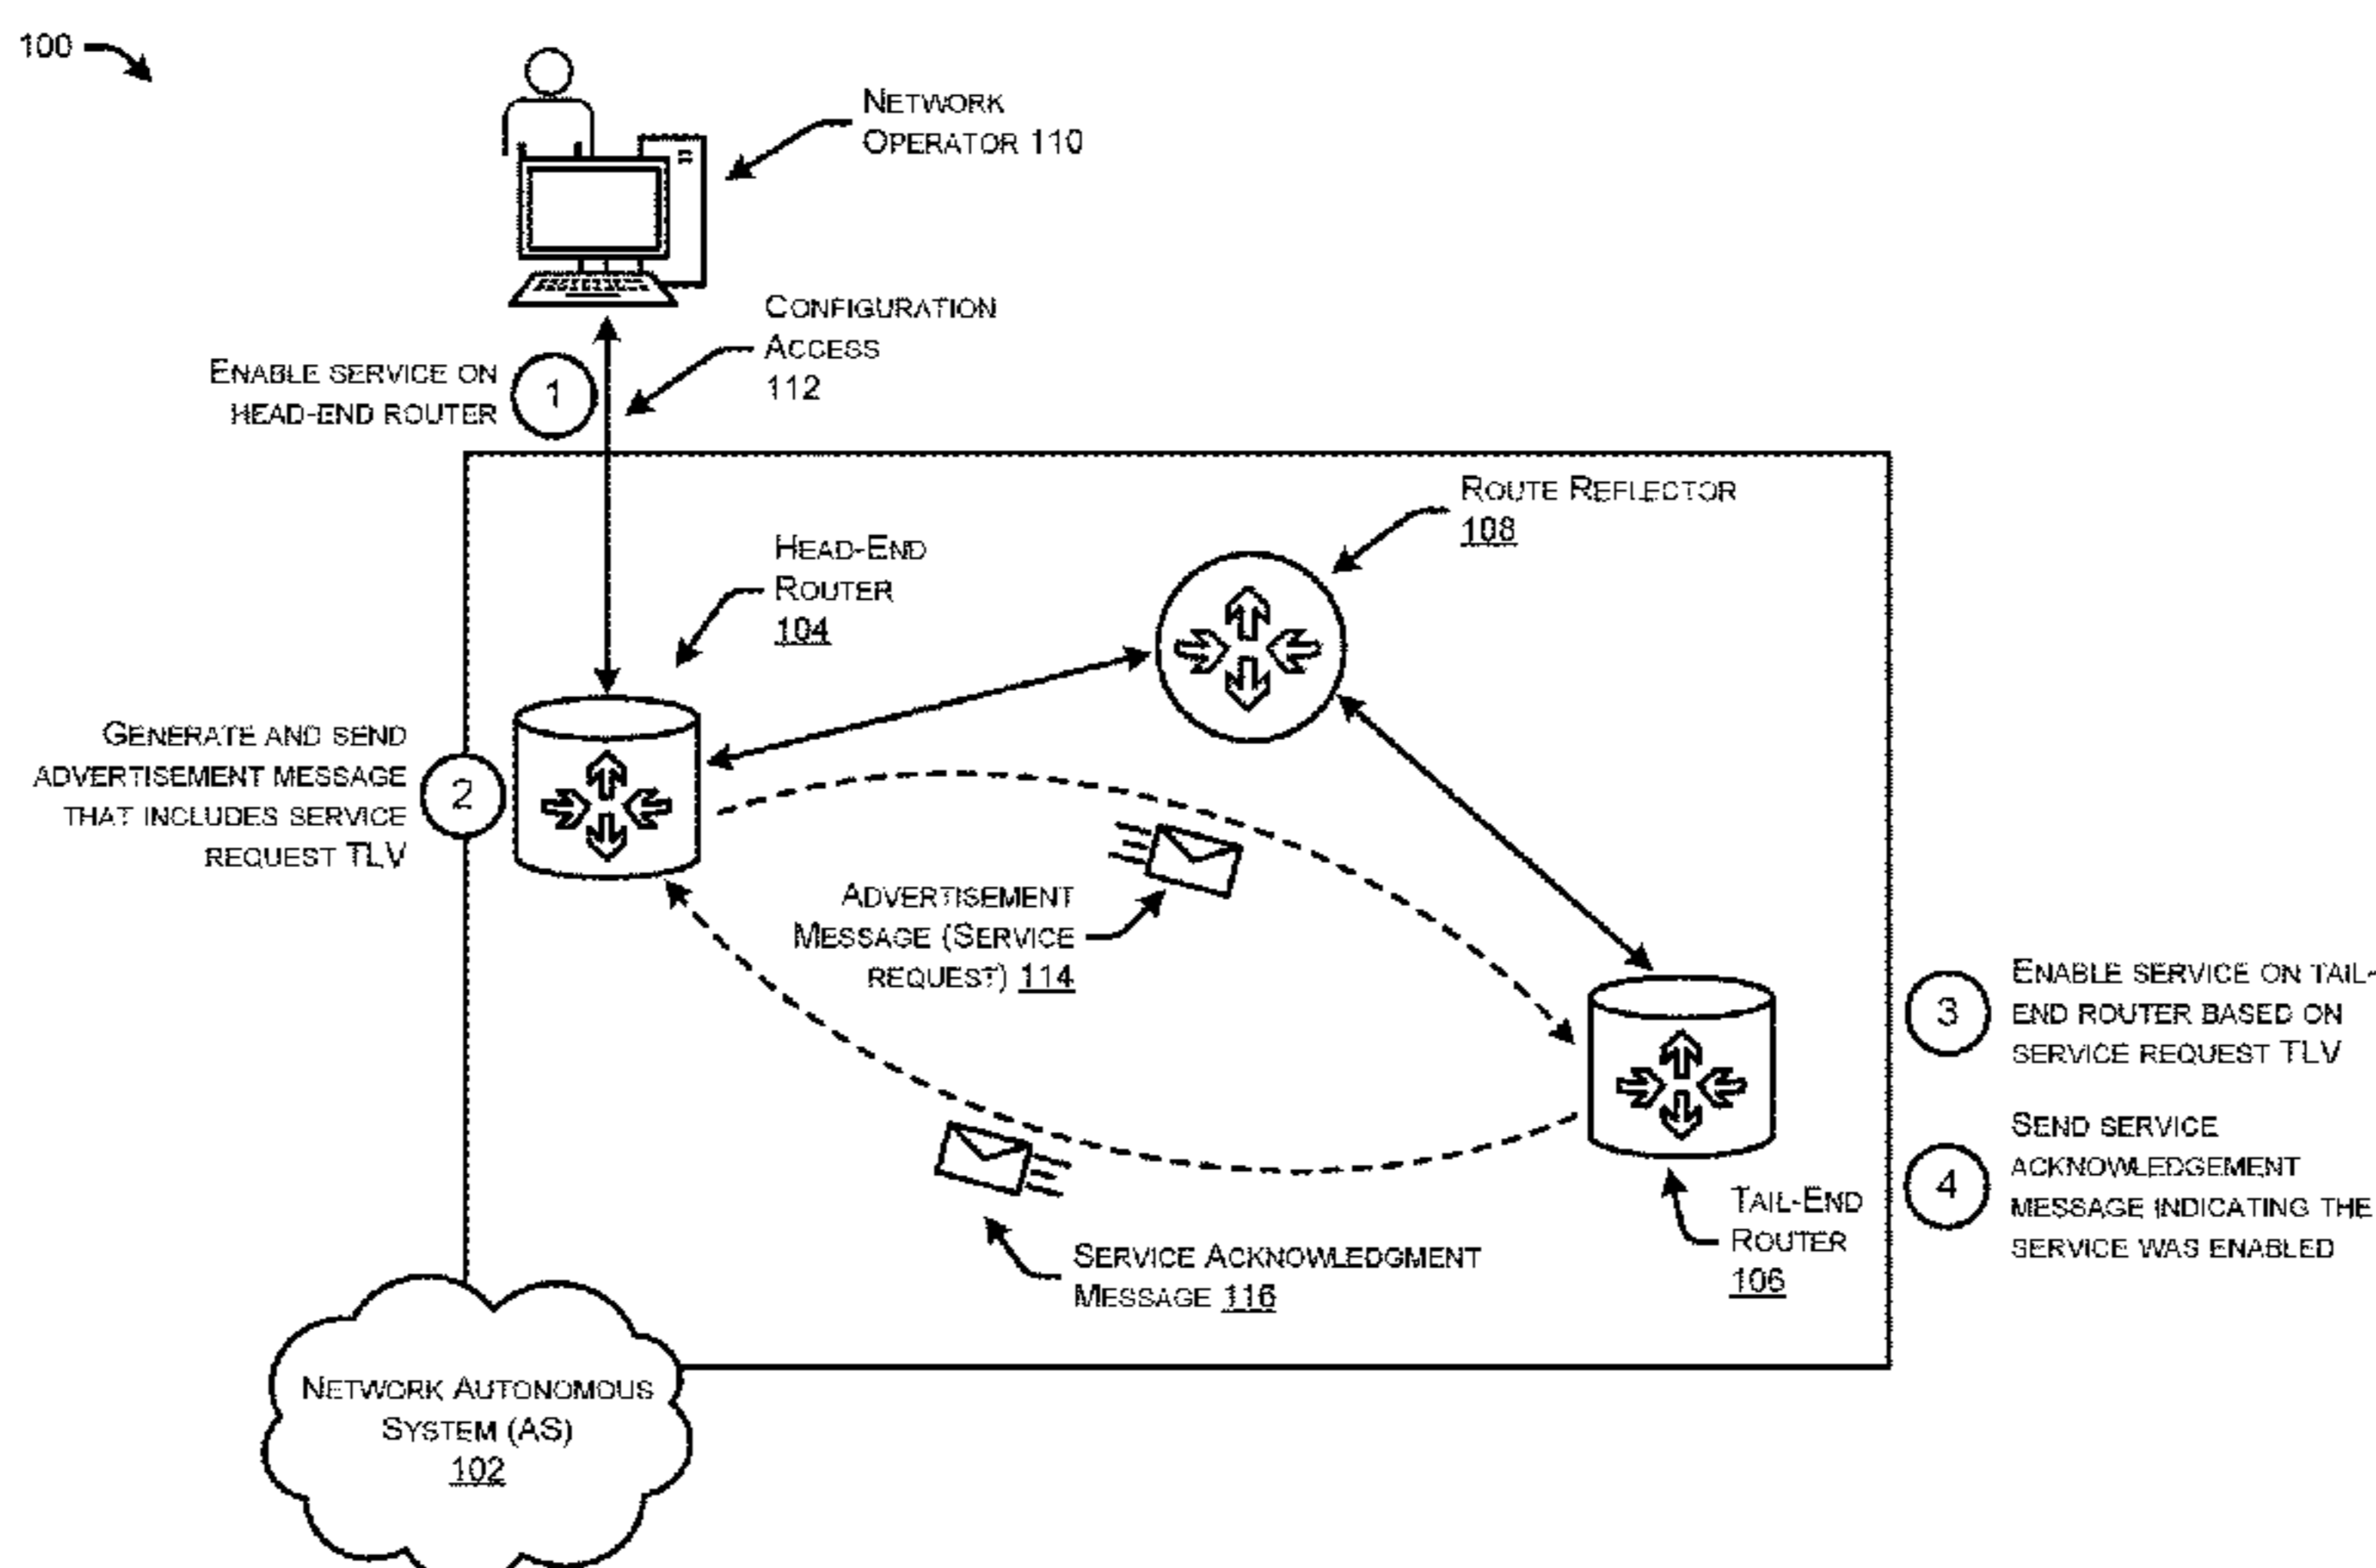 100
NETWORK
OPERATOR 110
CONFIGURATION
ACCESS
112
ENABLE SERVICE ON
HEAD-END ROUTER
1
ROUTE REFLECTOR
108
HEAD-END
ROUTER
104
GENERATE AND SEND
ADVERTISEMENT MESSAGE
THAT INCLUDES SERVICE
REQUEST TLV
2
ADVERTISEMENT
MESSAGE (SERVICE
REQUEST) 114
3
ENABLE SERVICE ON TAIL-
END ROUTER BASED ON
SERVICE REQUEST TLV
4
SEND SERVICE
ACKNOWLEDGEMENT
MESSAGE INDICATING THE
SERVICE WAS ENABLED
TAIL-END
ROUTER
106
SERVICE ACKNOWLEDGMENT
MESSAGE 116
NETWORK AUTONOMOUS
SYSTEM (AS)
102